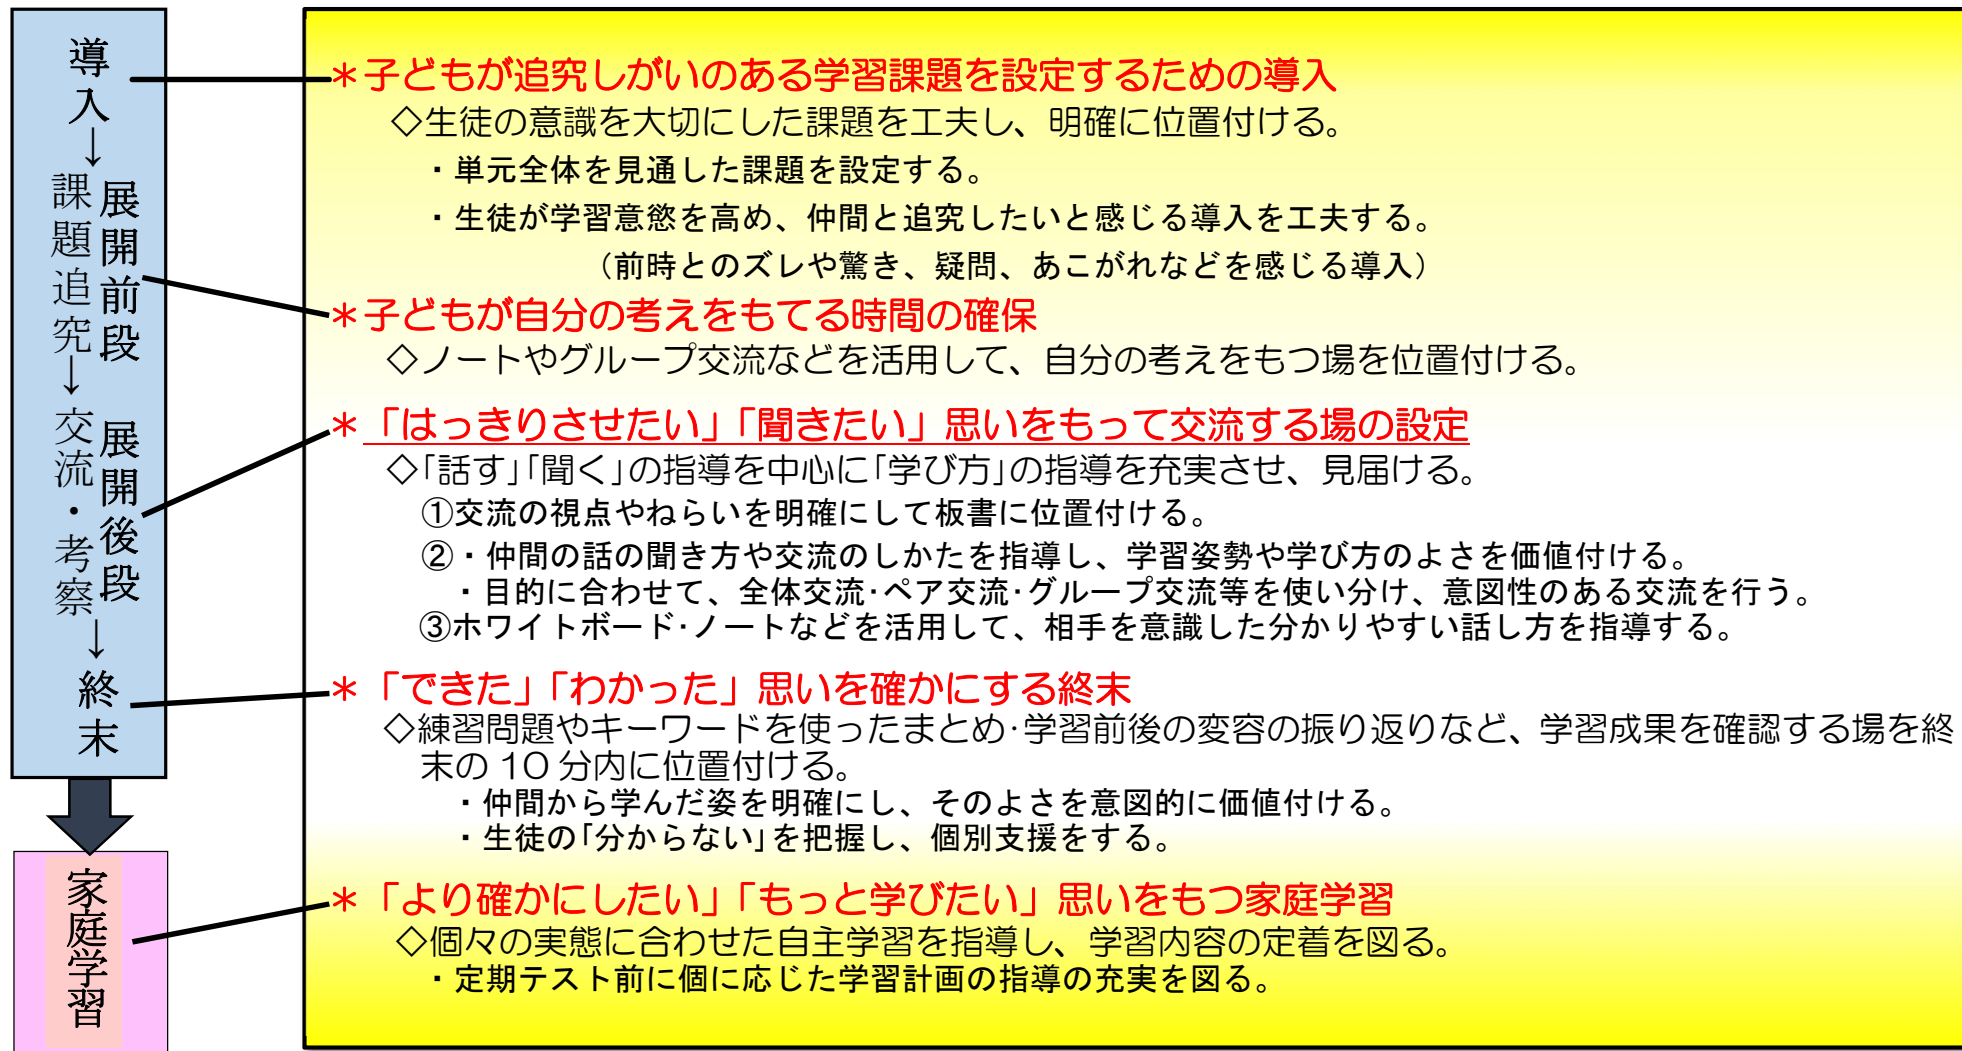 導入
↓
展開前段
課題追究
↓
展開後段
交流・考察
↓
終末
家庭学習
＊子どもが追究しがいのある学習課題を設定するための導入
◇生徒の意識を大切にした課題を工夫し、明確に位置付ける。
・単元全体を見通した課題を設定する。
・生徒が学習意慾を高め、仲間と追究したいと感じる導入を工夫する。
（前時とのズレや驚き、疑問、あこがれなどを感じる導入）
＊子どもが自分の考えをもてる時間の確保
◇ノートやグループ交流などを活用して、自分の考えをもつ場を位置付ける。
＊「はっきりさせたい」「聞きたい」思いをもって交流する場の設定
◇「話す」「聞く」の指導を中心に「学び方」の指導を充実させ、見届ける。
①交流の視点やねらいを明確にして板書に位置付ける。
②・仲間の話の聞き方や交流のしかたを指導し、学習姿勢や学び方のよさを価値付ける。
・目的に合わせて、全体交流･ペア交流･グループ交流等を使い分け、意図性のある交流を行う。
③ホワイトボード･ノートなどを活用して、相手を意識した分かりやすい話し方を指導する。
＊「できた」「わかった」思いを確かにする終末
◇練習問題やキーワードを使ったまとめ･学習前後の変容の振り返りなど、学習成果を確認する場を終
末の 10 分内に位置付ける。
・仲間から学んだ姿を明確にし、そのよさを意図的に価値付ける。
・生徒の「分からない」を把握し、個別支援をする。
＊「より確かにしたい」「もっと学びたい」思いをもつ家庭学習
◇個々の実態に合わせた自主学習を指導し、学習内容の定着を図る。
・定期テスト前に個に応じた学習計画の指導の充実を図る。